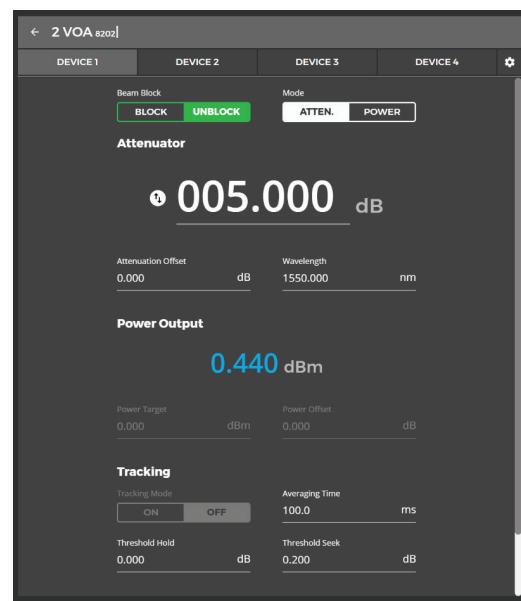 ← 2 VOA 8202
DEVICE 1 DEVICE 2 DEVICE 3 DEVICE 4
Beam Block Mode
BLOCK UNBLOCK ATTEN. POWER
Attenuator
005.000 dB
Attenuation Offset Wavelength
0.000 dB 1550.000 nm
Power Output
0.440 dBm
Power Target Power Offset
0.000 dBm 0.000 dB
Tracking
Tracking Mode Averaging Time
ON OFF 100.0 ms
Threshold Hold Threshold Seek
0.000 dB 0.200 dB